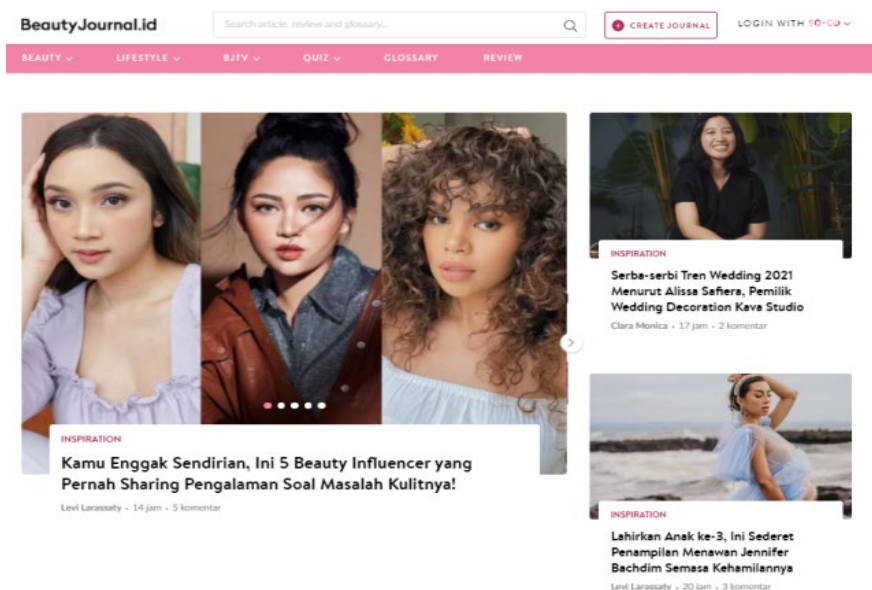 BeautyJournal.id
Search article, review and glossary...
CREATE JOURNAL
LOGIN WITH SO·CO
BEAUTY
LIFESTYLE
BJTV
QUIZ
GLOSSARY
REVIEW
INSPIRATION
Kamu Enggak Sendirian, Ini 5 Beauty Influencer yang
Pernah Sharing Pengalaman Soal Masalah Kulitnya!
Levi Larassaty • 14 jam • 5 komentar
INSPIRATION
Serba-serbi Tren Wedding 2021
Menurut Alissa Safiera, Pemilik
Wedding Decoration Kava Studio
Clara Monica • 17 jam • 2 komentar
INSPIRATION
Lahirkan Anak ke-3, Ini Sederet
Penampilan Menawan Jennifer
Bachdim Semasa Kehamilannya
Levi Larassaty • 20 jam • 3 komentar